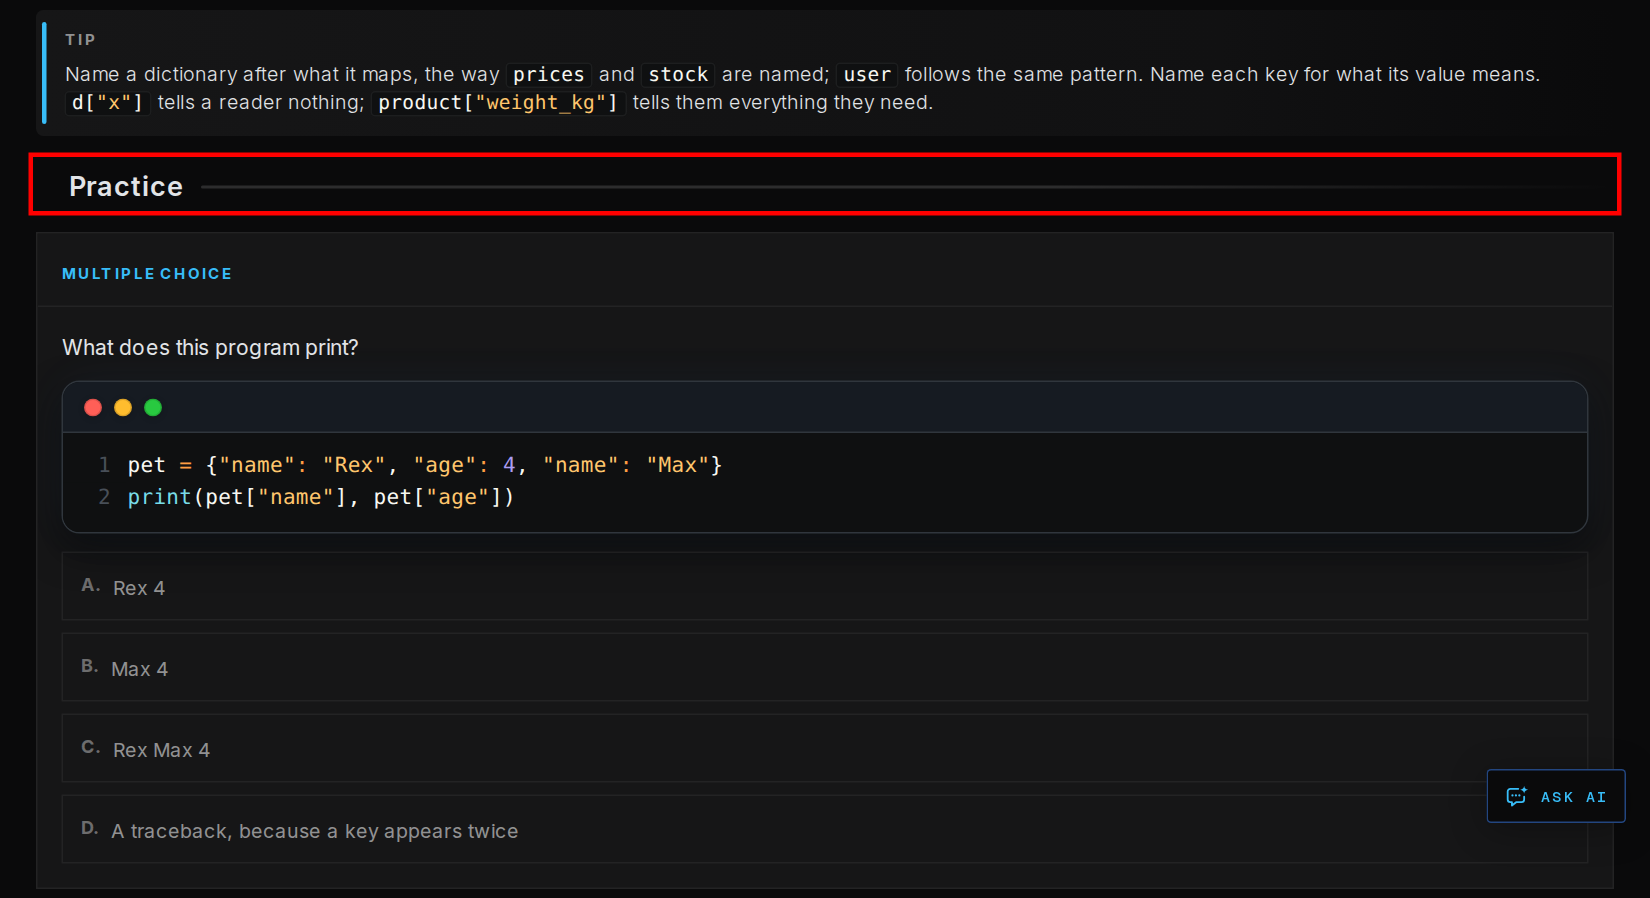 TIP
Name a dictionary after what it maps, the way prices and stock are named; user follows the same pattern. Name each key for what its value means.
d["x"] tells a reader nothing; product["weight_kg"] tells them everything they need.
Practice
MULTIPLE CHOICE
What does this program print?
1 pet = {"name": "Rex", "age": 4, "name": "Max"}
2 print(pet["name"], pet["age"])
A. Rex 4
B. Max 4
C. Rex Max 4
D. A traceback, because a key appears twice
ASK AI